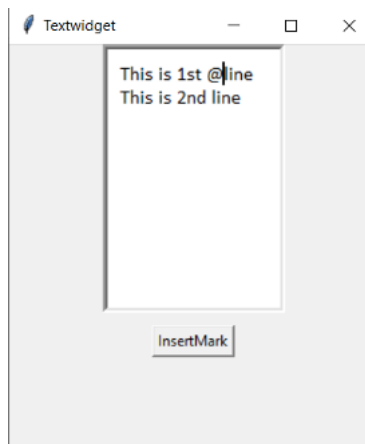 Textwidget
This is 1st @line
This is 2nd line
InsertMark